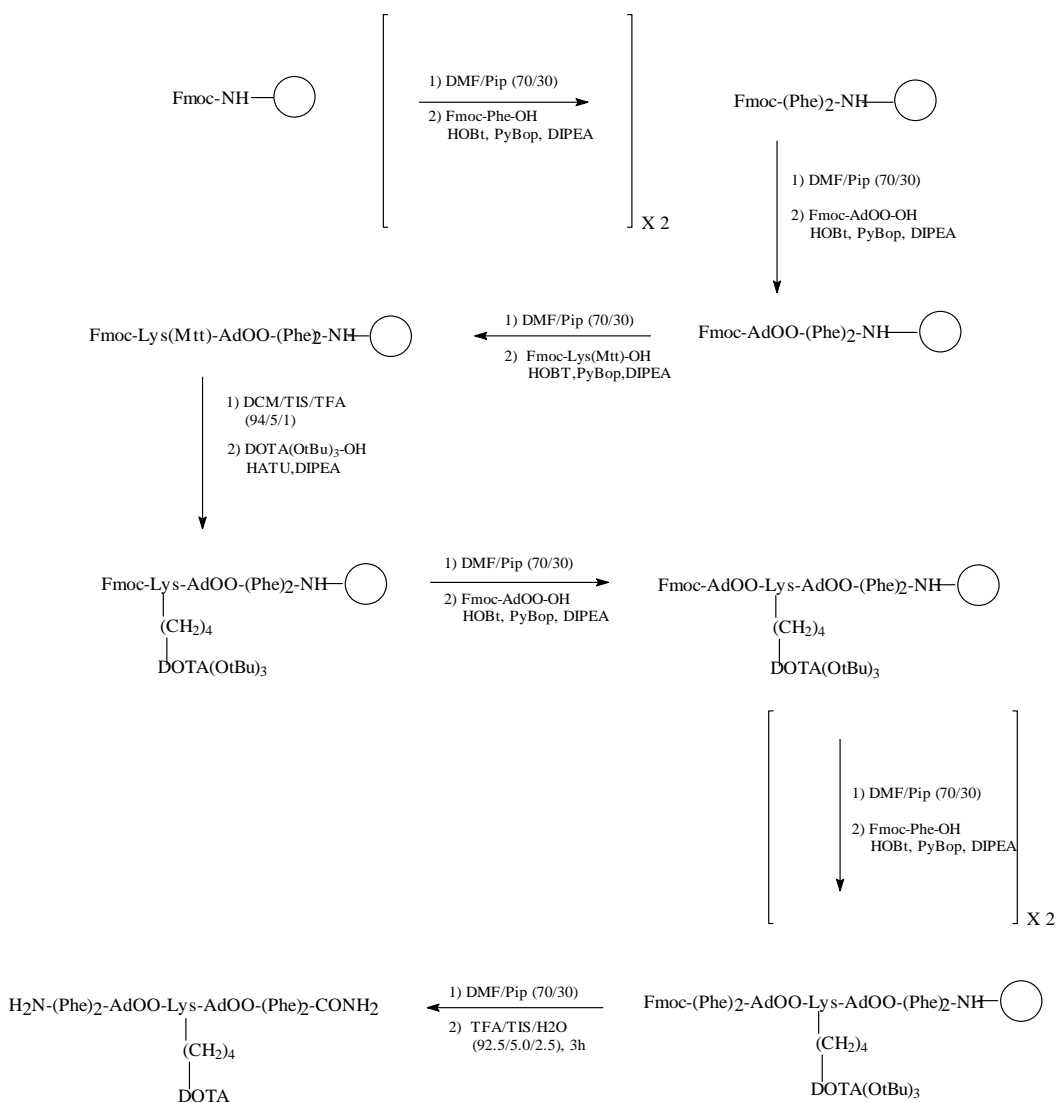 Fmoc-NH
1) DMF/Pip (70/30)
2) Fmoc-Phe-OH
HOBt, PyBop, DIPEA
X 2
Fmoc-(Phe)2-NH
1) DMF/Pip (70/30)
2) Fmoc-AdOO-OH
HOBt, PyBop, DIPEA
Fmoc-AdOO-(Phe)2-NH
1) DMF/Pip (70/30)
2) Fmoc-Lys(Mtt)-OH
HOBT,PyBop,DIPEA
Fmoc-Lys(Mtt)-AdOO-(Phe)2-NH
1) DCM/TIS/TFA
(94/5/1)
2) DOTA(OtBu)3-OH
HATU,DIPEA
Fmoc-Lys-AdOO-(Phe)2-NH
(CH2)4
DOTA(OtBu)3
1) DMF/Pip (70/30)
2) Fmoc-AdOO-OH
HOBt, PyBop, DIPEA
Fmoc-AdOO-Lys-AdOO-(Phe)2-NH
(CH2)4
DOTA(OtBu)3
1) DMF/Pip (70/30)
2) Fmoc-Phe-OH
HOBt, PyBop, DIPEA
X 2
Fmoc-(Phe)2-AdOO-Lys-AdOO-(Phe)2-NH
(CH2)4
DOTA(OtBu)3
1) DMF/Pip (70/30)
2) TFA/TIS/H2O
(92.5/5.0/2.5), 3h
H2N-(Phe)2-AdOO-Lys-AdOO-(Phe)2-CONH2
(CH2)4
DOTA